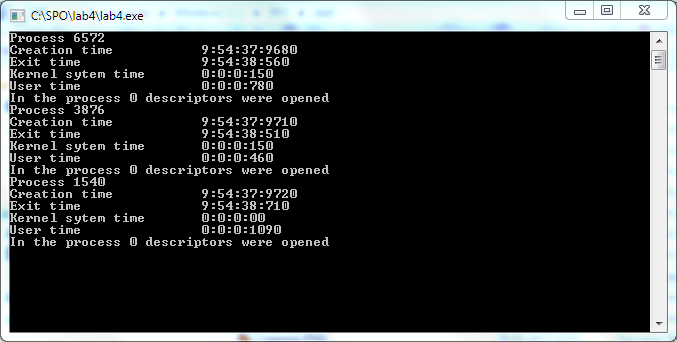 C:\SPO\lab4\lab4.exe
Process 6572
Creation time 9:54:37:9680
Exit time 9:54:38:560
Kernel sytem time 0:0:0:150
User time 0:0:0:780
In the process 0 descriptors were opened
Process 3876
Creation time 9:54:37:9710
Exit time 9:54:38:510
Kernel sytem time 0:0:0:150
User time 0:0:0:460
In the process 0 descriptors were opened
Process 1540
Creation time 9:54:37:9720
Exit time 9:54:38:710
Kernel sytem time 0:0:0:00
User time 0:0:0:1090
In the process 0 descriptors were opened